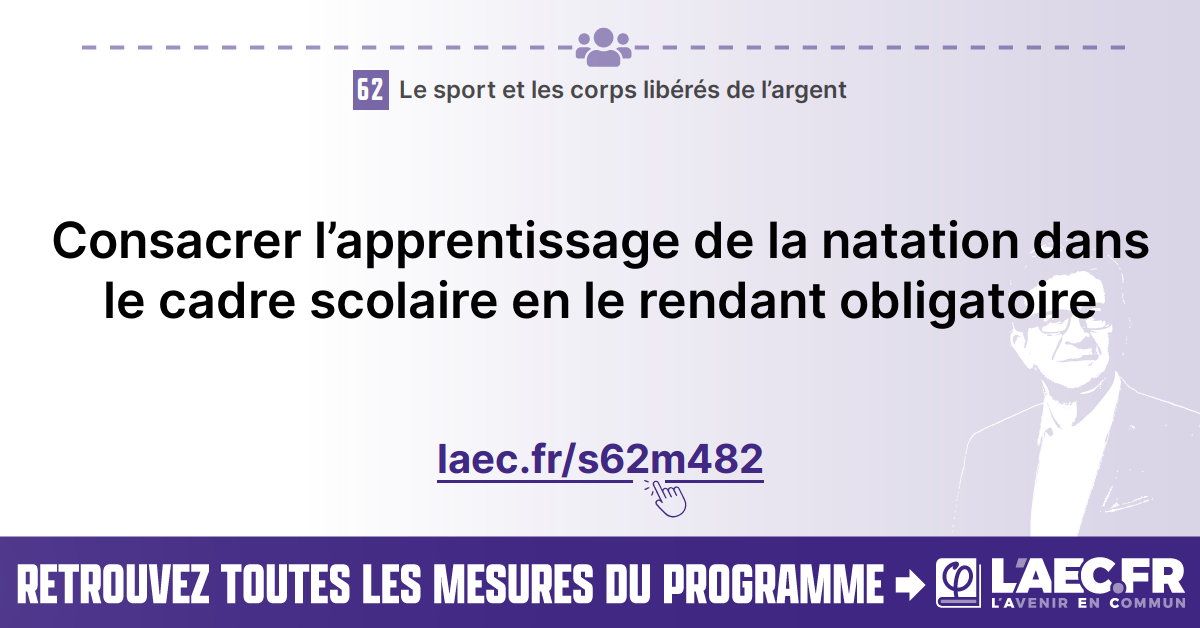 62 Le sport et les corps libérés de l’argent
Consacrer l’apprentissage de la natation dans
le cadre scolaire en le rendant obligatoire
laec.fr/s62m482
RETROUVEZ TOUTES LES MESURES DU PROGRAMME
φ L’AEC.FR
L’AVENIR EN COMMUN